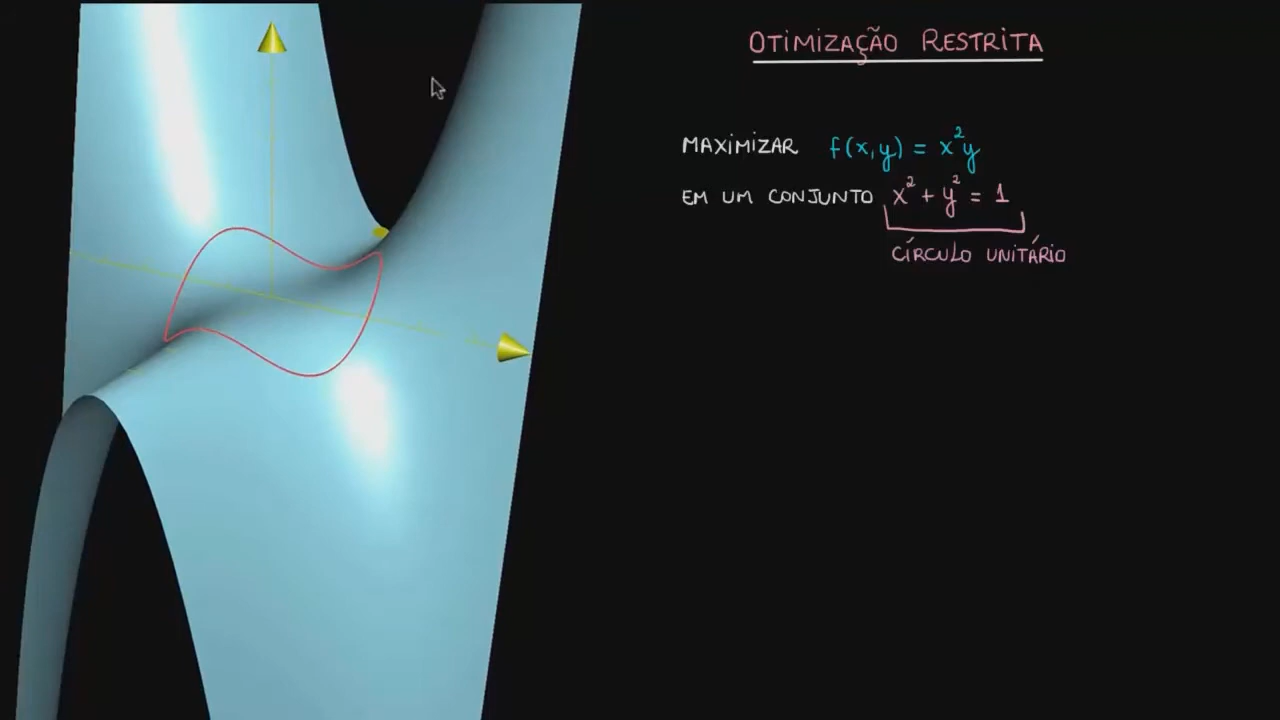 OTIMIZAÇÃO RESTRITA
MAXIMIZAR f(x,y) = x²y
EM UM CONJUNTO x² + y² = 1
CÍRCULO UNITÁRIO